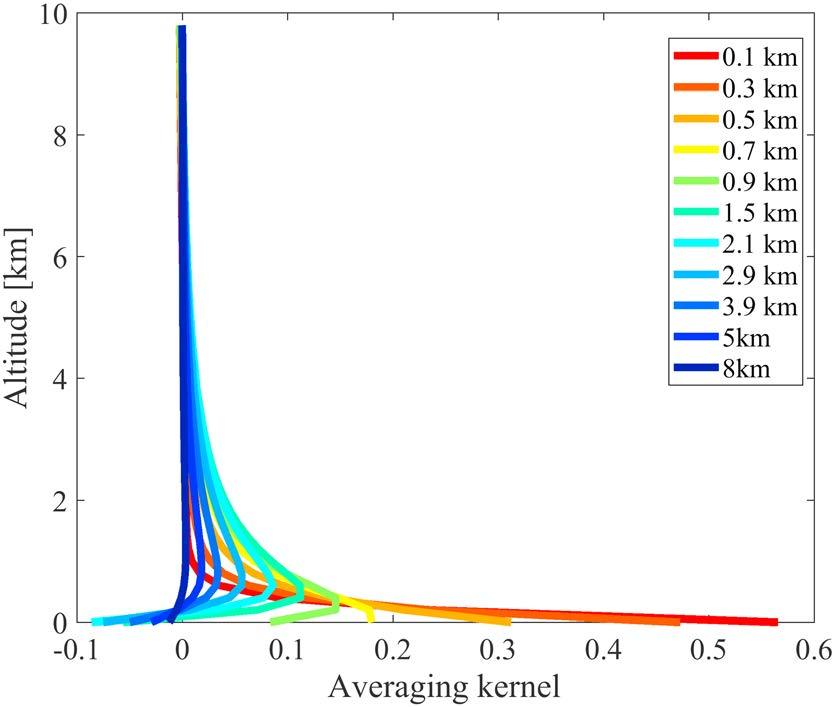 10
8
6
4
2
0
-0.1
0
0.1
0.2
0.3
0.4
0.5
0.6
Altitude [km]
Averaging kernel
0.1 km
0.3 km
0.5 km
0.7 km
0.9 km
1.5 km
2.1 km
2.9 km
3.9 km
5km
8km